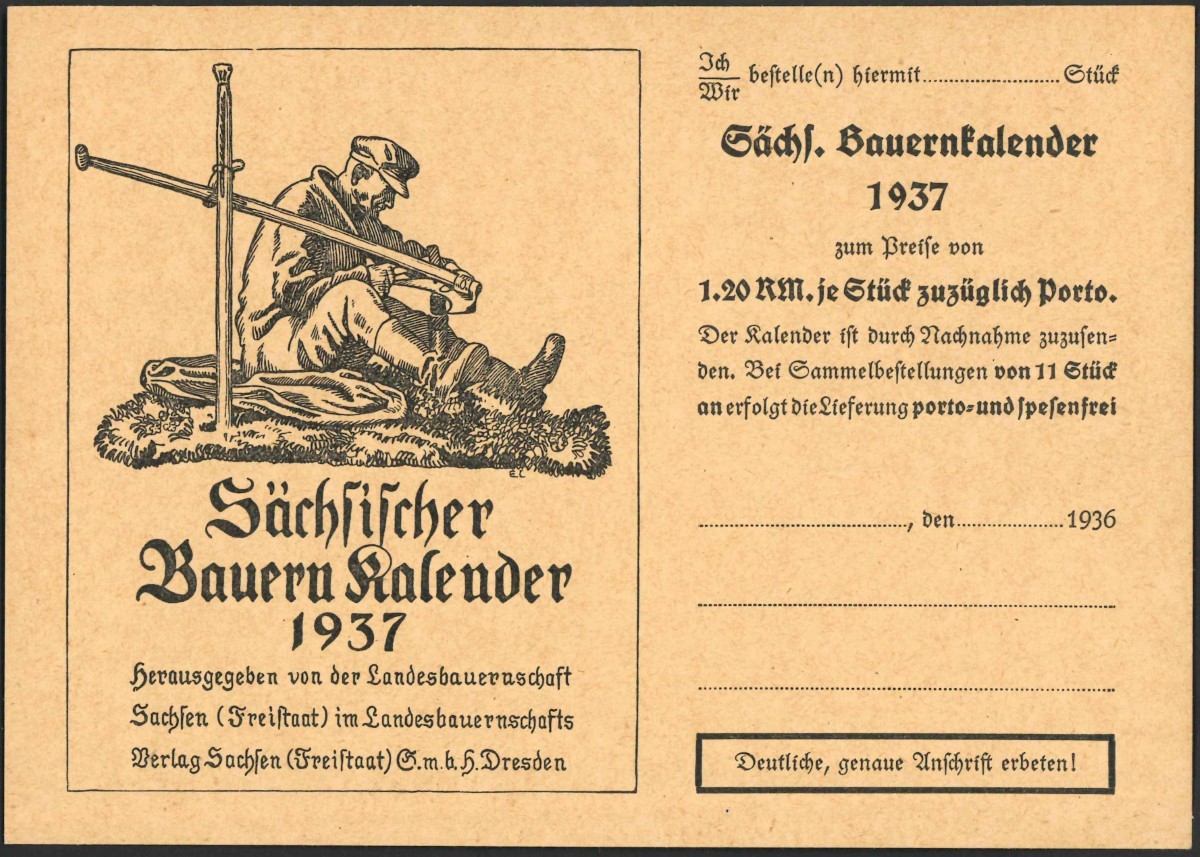 E.L.
Sächsischer
Bauern Kalender
1937
Herausgegeben von der Landesbauernschaft
Sachsen (Freistaat) im Landesbauernschafts
Verlag Sachsen (Freistaat) G.m.b.H. Dresden
Ich
Wir
bestelle(n) hiermit .................... Stück
Sächs. Bauernkalender
1937
zum Preise von
1.20 RM. je Stück zuzüglich Porto.
Der Kalender ist durch Nachnahme zuzusen=
den. Bei Sammelbestellungen von 11 Stück
an erfolgt die Lieferung porto= und spesenfrei
...................., den .................... 1936
Deutliche, genaue Anschrift erbeten!